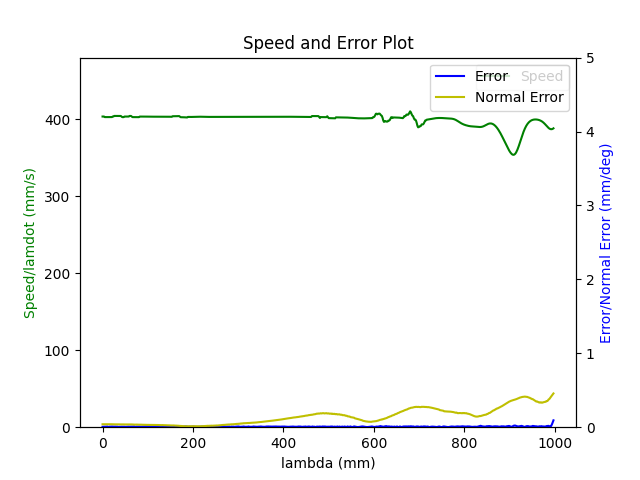 Speed and Error Plot
Error
Speed
Normal Error
Speed/lamdot (mm/s)
400
300
200
100
0
5
4
3
2
1
0
Error/Normal Error (mm/deg)
0 200 400 600 800 1000
lambda (mm)